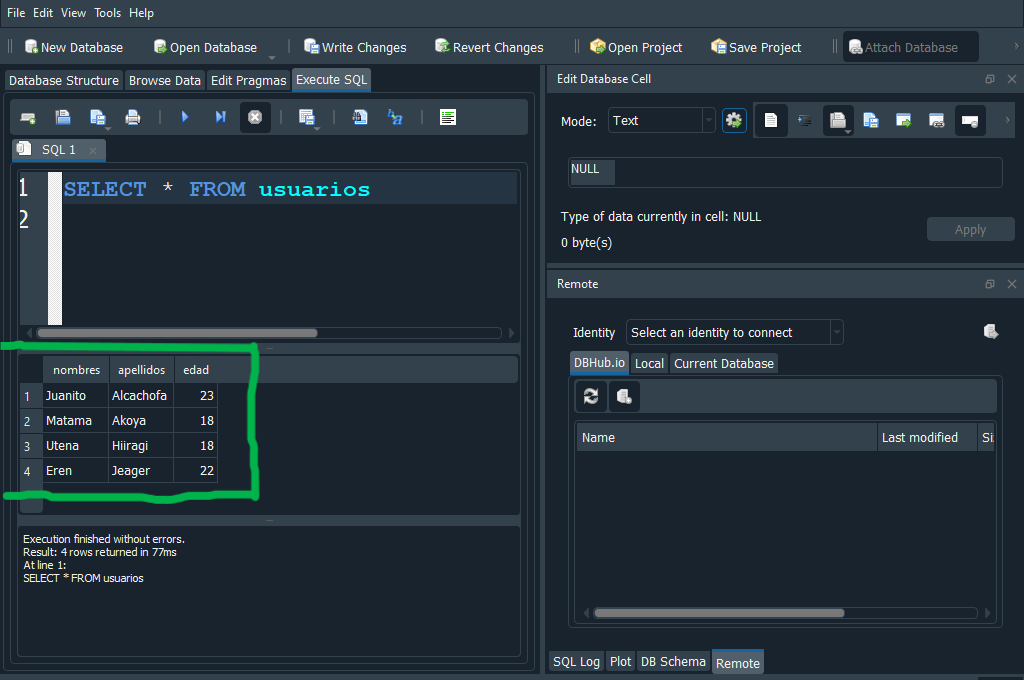 File Edit View Tools Help
New Database Open Database Write Changes Revert Changes Open Project Save Project Attach Database
Database Structure Browse Data Edit Pragmas Execute SQL
SQL 1
1 SELECT * FROM usuarios
2
nombres apellidos edad
1 Juanito Alcachofa 23
2 Matama Akoya 18
3 Utena Hiiragi 18
4 Eren Jeager 22
Execution finished without errors.
Result: 4 rows returned in 77ms
At line 1:
SELECT * FROM usuarios
Edit Database Cell
Mode: Text
NULL
Type of data currently in cell: NULL
0 byte(s)
Apply
Remote
Identity Select an identity to connect
DBHub.io Local Current Database
Name Last modified Si
SQL Log Plot DB Schema Remote